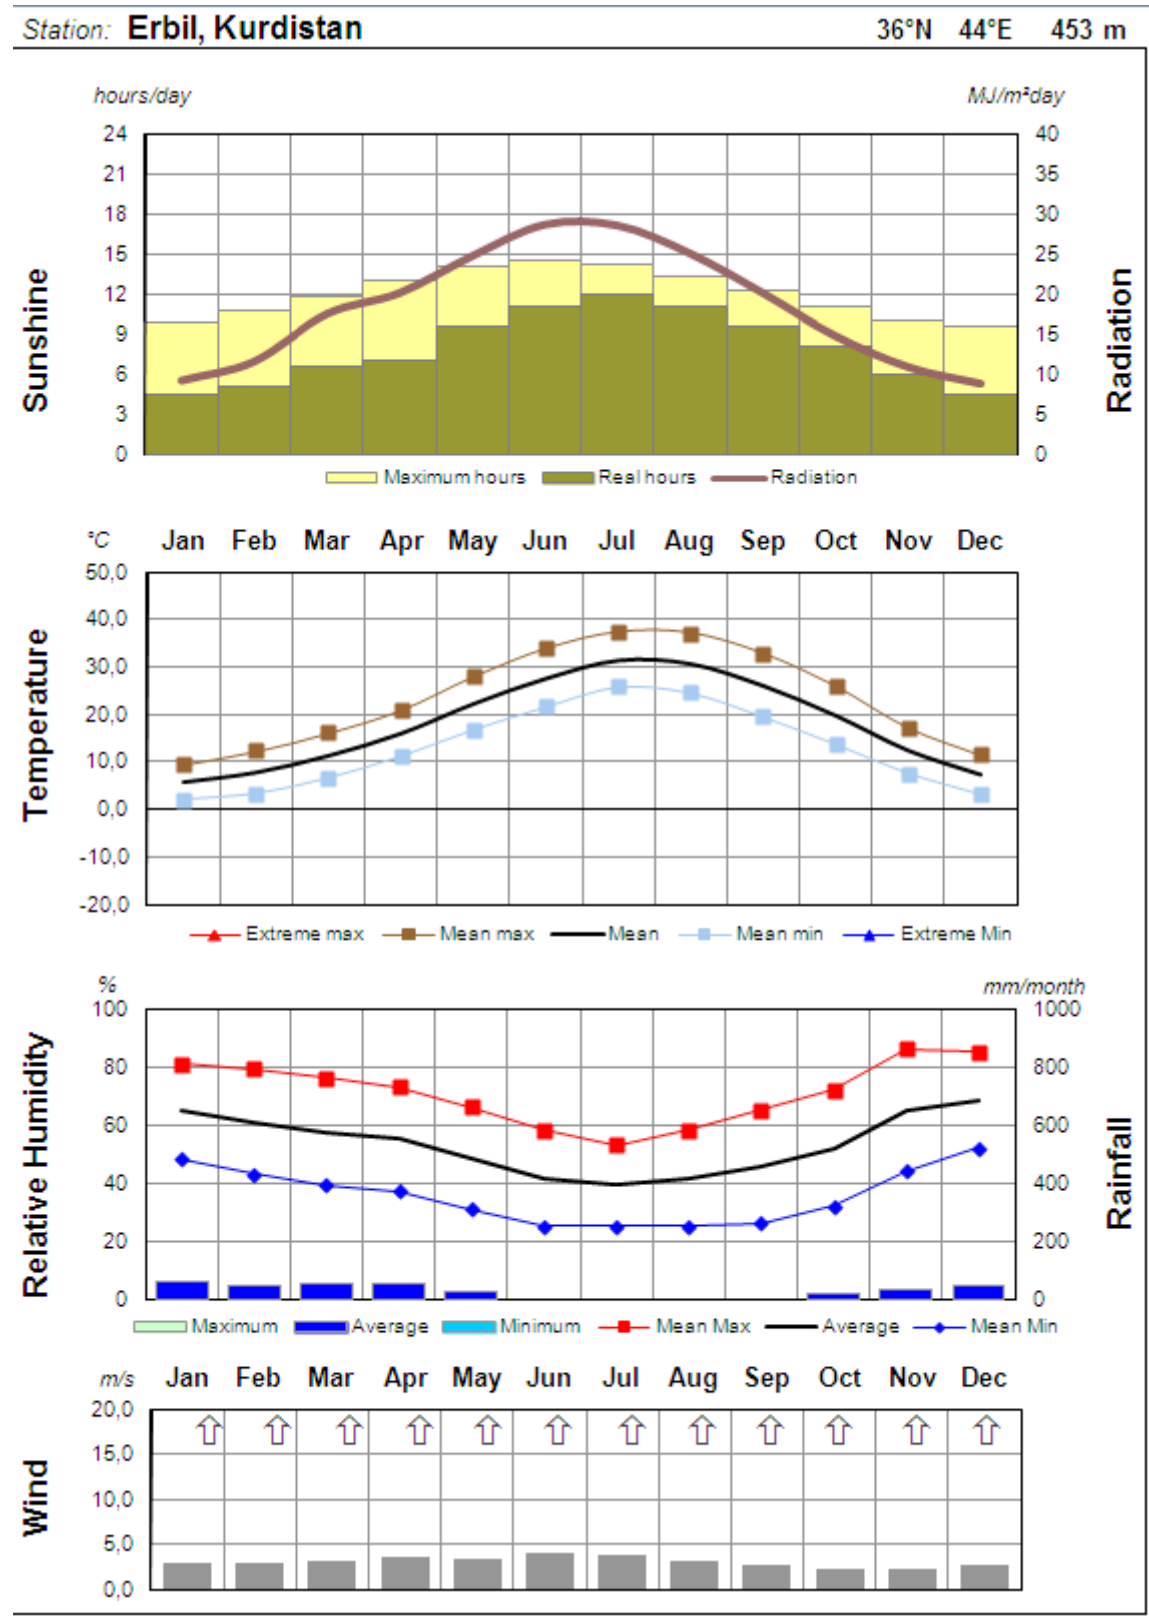 Station: Erbil, Kurdistan 36°N 44°E 453 m
hours/day MJ/m²day
24 40
21 35
18 30
15 25
12 20
9 15
6 10
3 5
0 0
Sunshine
Radiation
Maximum hours Real hours Radiation
°C Jan Feb Mar Apr May Jun Jul Aug Sep Oct Nov Dec
50,0
40,0
30,0
20,0
10,0
0,0
-10,0
-20,0
Temperature
Extreme max Mean max Mean Mean min Extreme Min
% mm/month
100 1000
80 800
60 600
40 400
20 200
0 0
Relative Humidity
Rainfall
Maximum Average Minimum Mean Max Average Mean Min
m/s Jan Feb Mar Apr May Jun Jul Aug Sep Oct Nov Dec
20,0
15,0
10,0
5,0
0,0
Wind